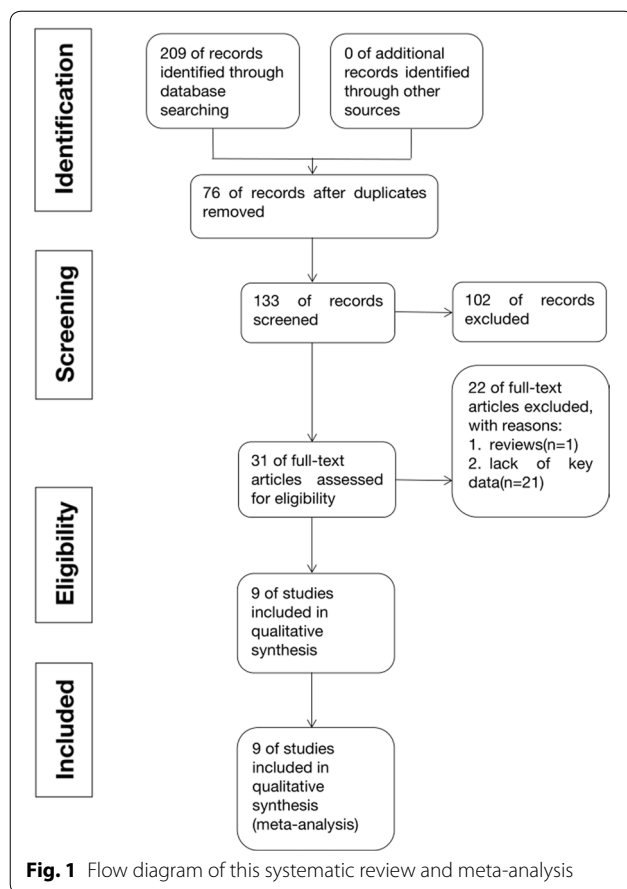 Identification
209 of records
identified through
database
searching
0 of additional
records identified
through other
sources
76 of records after duplicates
removed
Screening
133 of records
screened
102 of records
excluded
22 of full-text
articles excluded,
with reasons:
1. reviews(n=1)
2. lack of key
data(n=21)
31 of full-text
articles assessed
for eligibility
Eligibility
9 of studies
included in
qualitative
synthesis
Included
9 of studies
included in
qualitative
synthesis
(meta-analysis)
Fig. 1 Flow diagram of this systematic review and meta-analysis